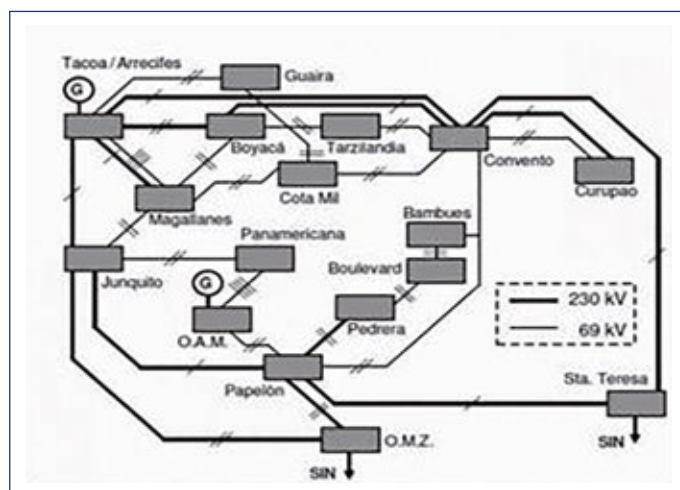 Tacoa / Arrecifes
G
Guaira
Boyacá
Tarzilandia
Convento
Curupao
Magallanes
Cota Mil
Panamericana
Bambues
Boulevard
Junquito
G
O.A.M.
Pedrera
230 kV
69 kV
Papelón
Sta. Teresa
O.M.Z.
SIN
SIN